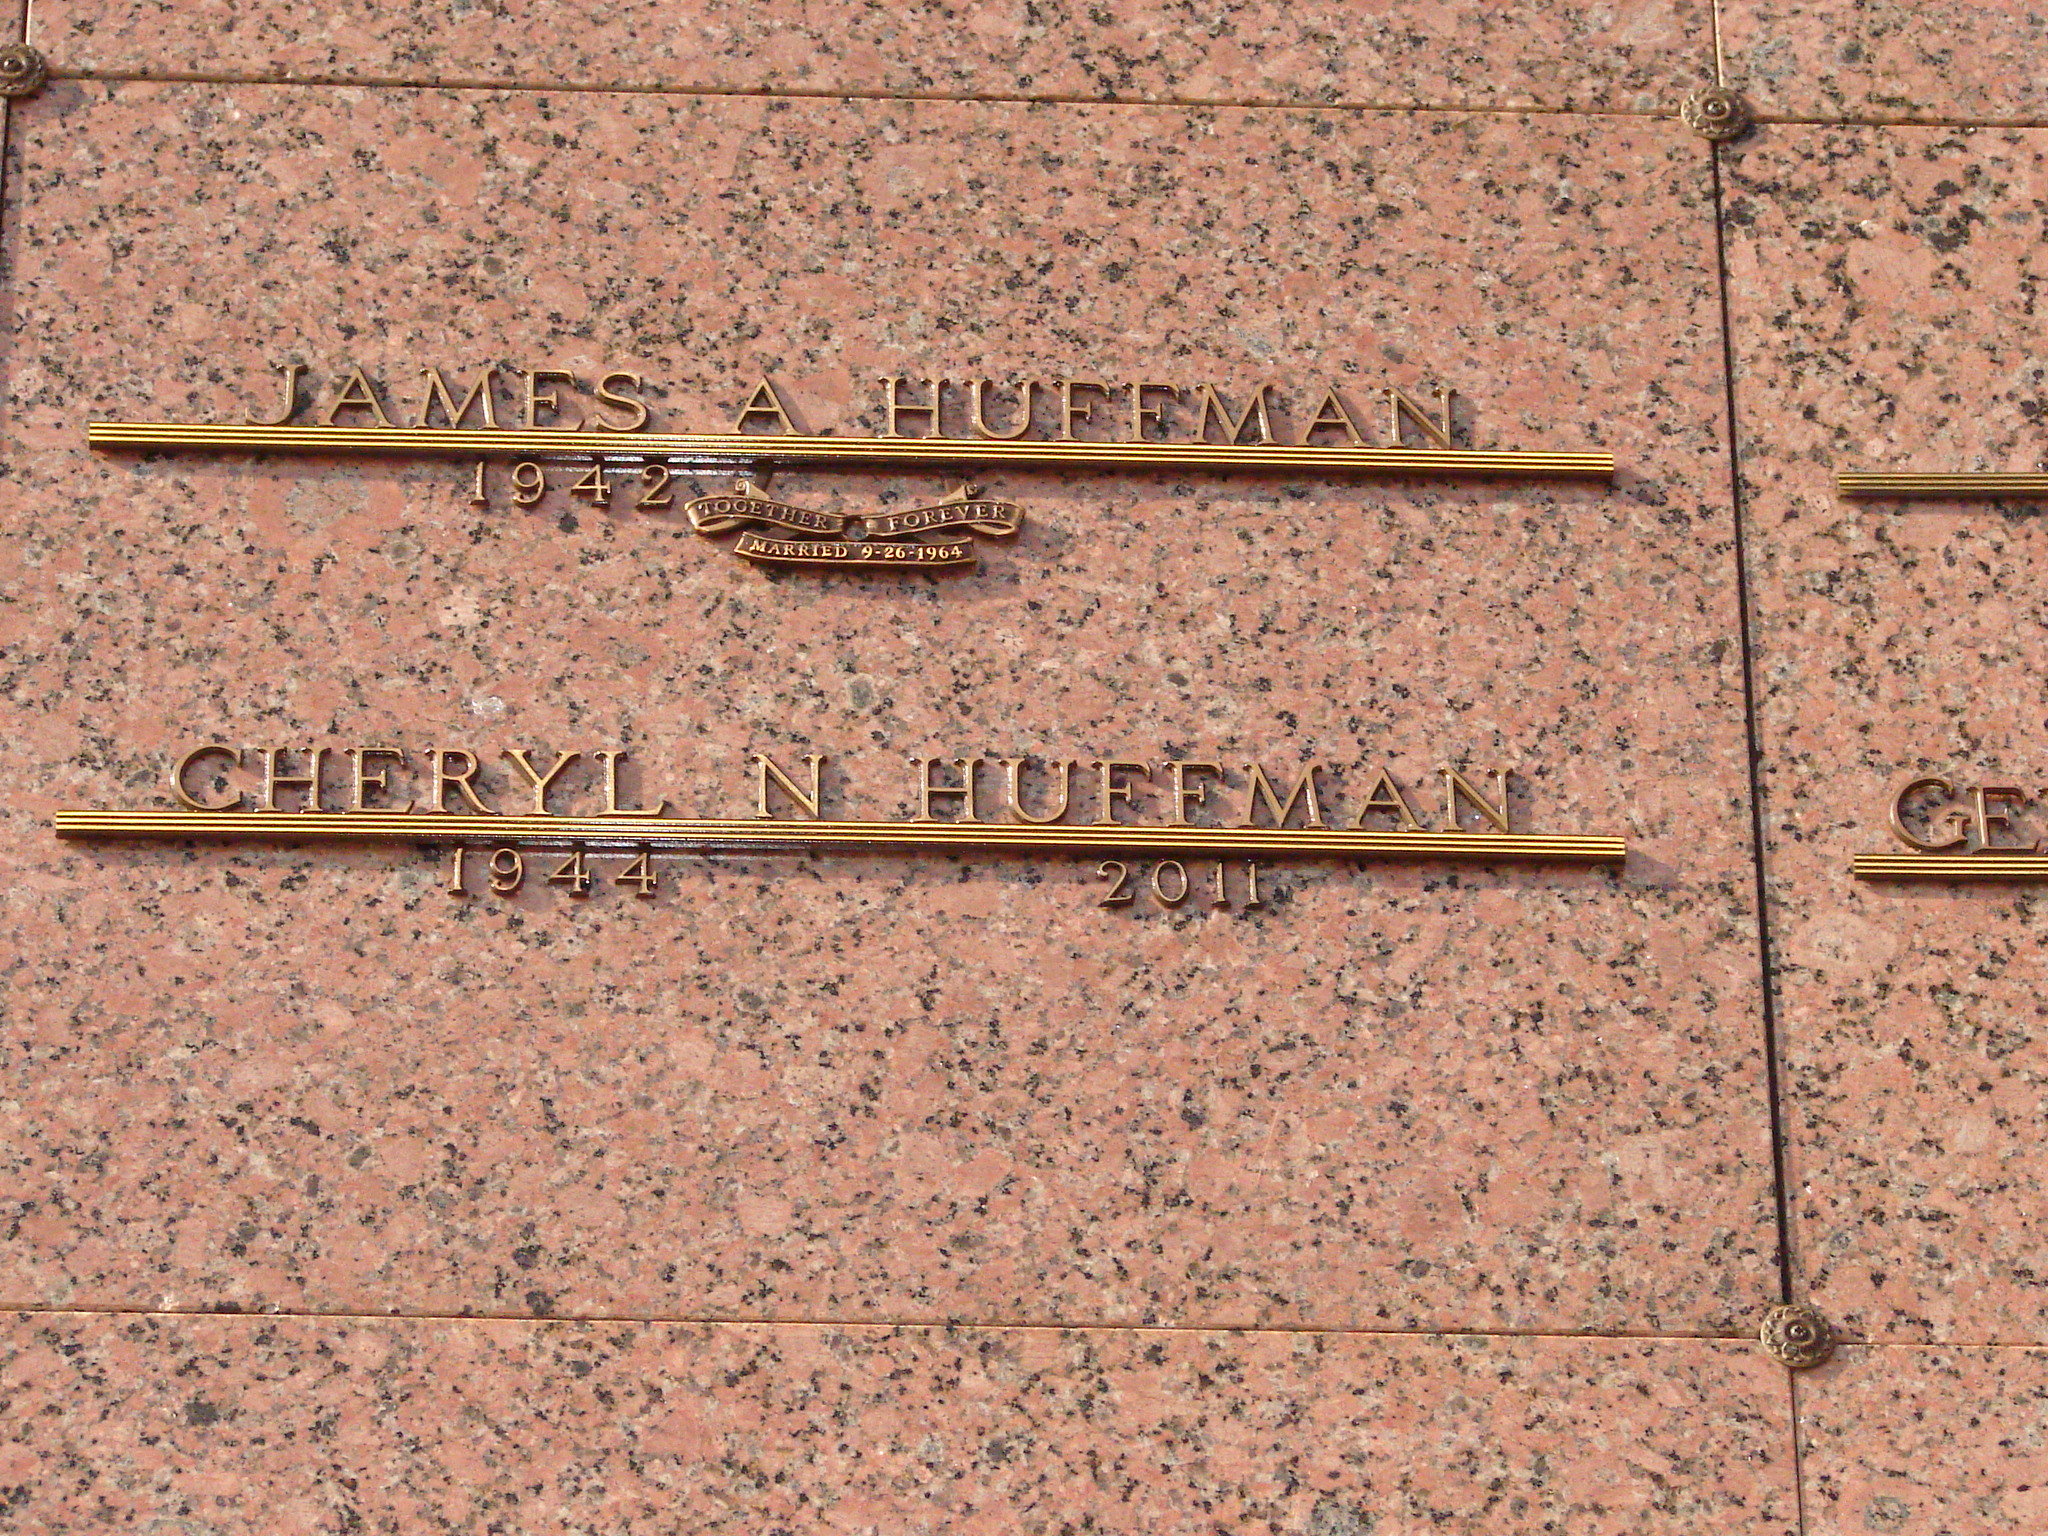 JAMES A HUFFMAN
1942
TOGETHER FOREVER
MARRIED 9-26-1964
CHERYL N HUFFMAN
1944 2011